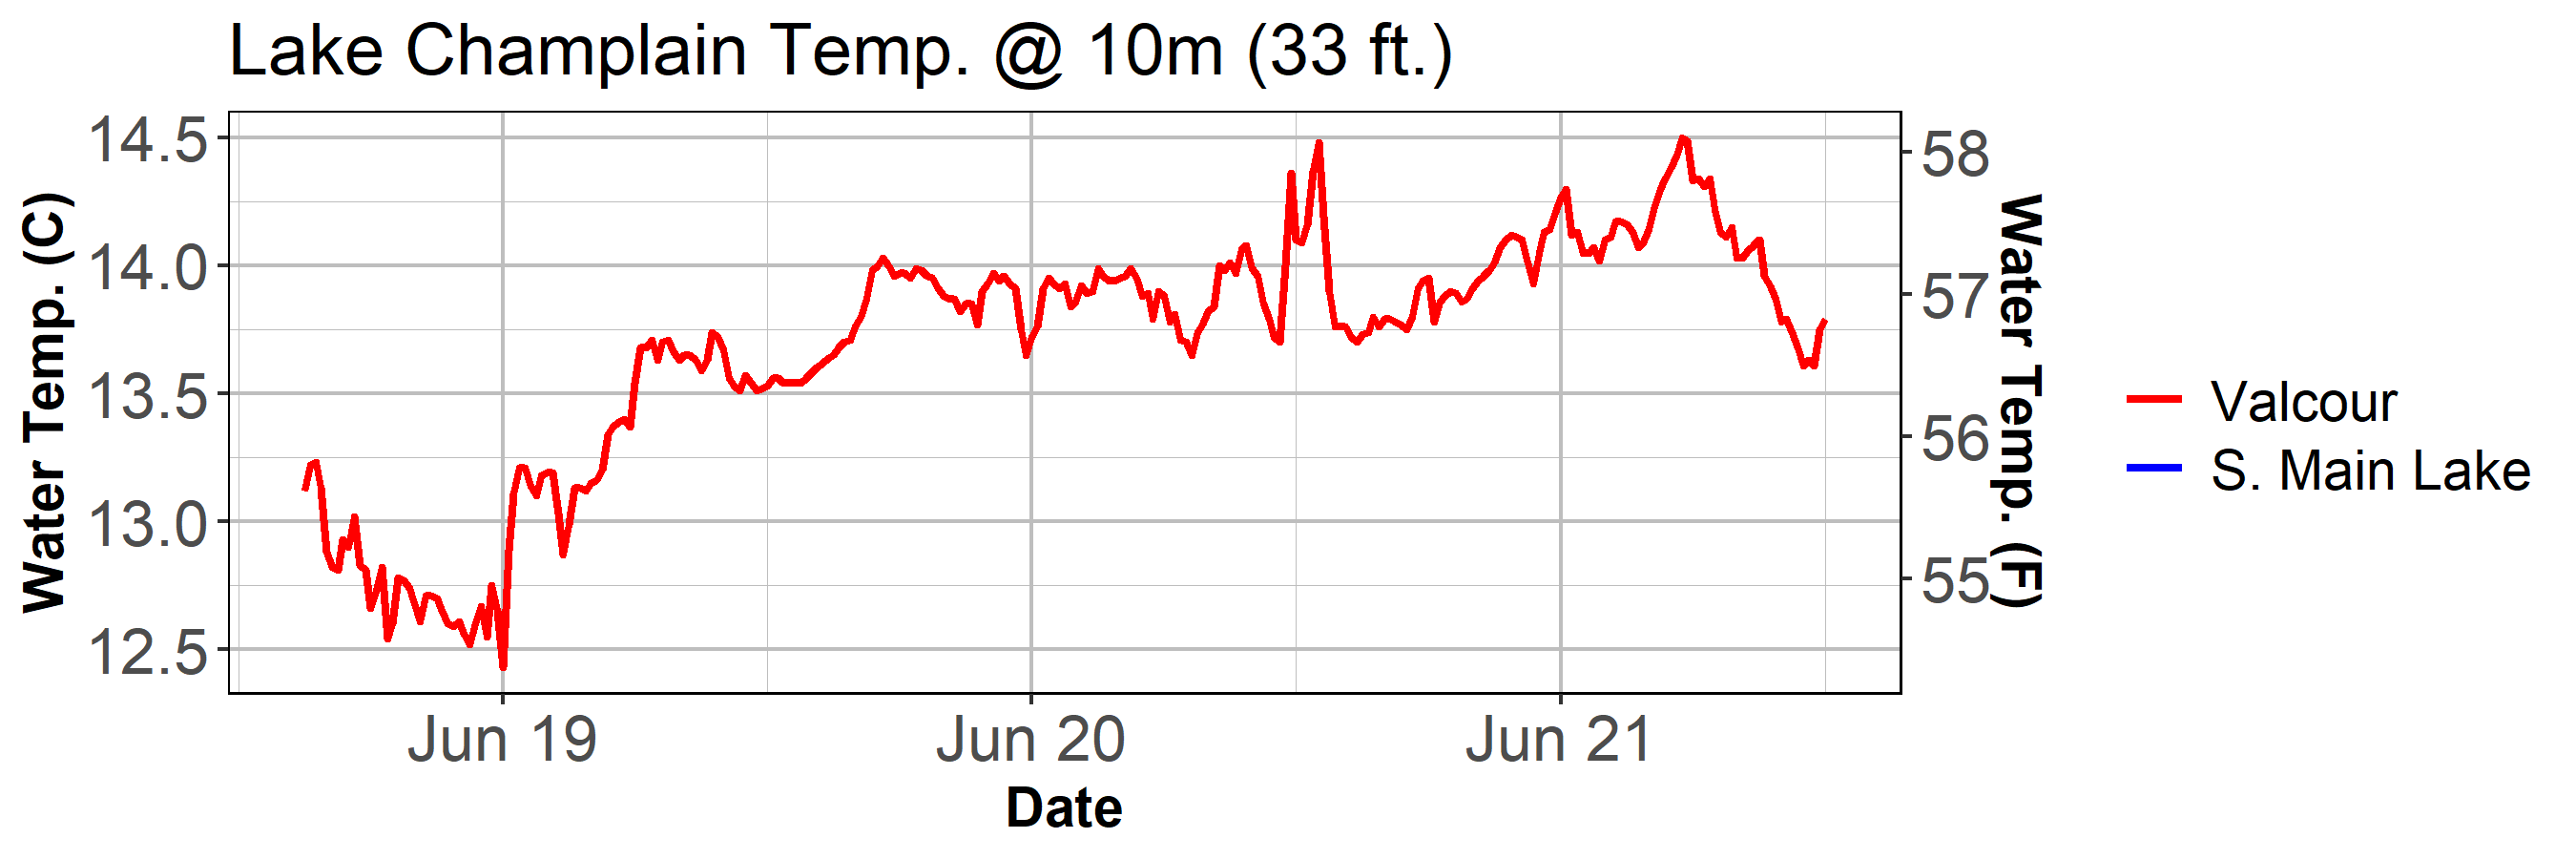 Lake Champlain Temp. @ 10m (33 ft.)
Water Temp. (C)
14.5
14.0
13.5
13.0
12.5
58
57
56
55
Water Temp. (F)
Jun 19
Jun 20
Jun 21
Date
Valcour
S. Main Lake